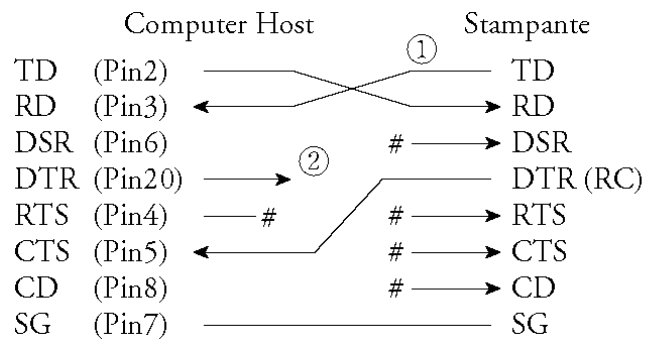 Computer Host Stampante
①
TD (Pin2) TD
RD (Pin3) RD
DSR (Pin6) # DSR
②
DTR (Pin20) DTR (RC)
RTS (Pin4) # # RTS
CTS (Pin5) # CTS
CD (Pin8) # CD
SG (Pin7) SG